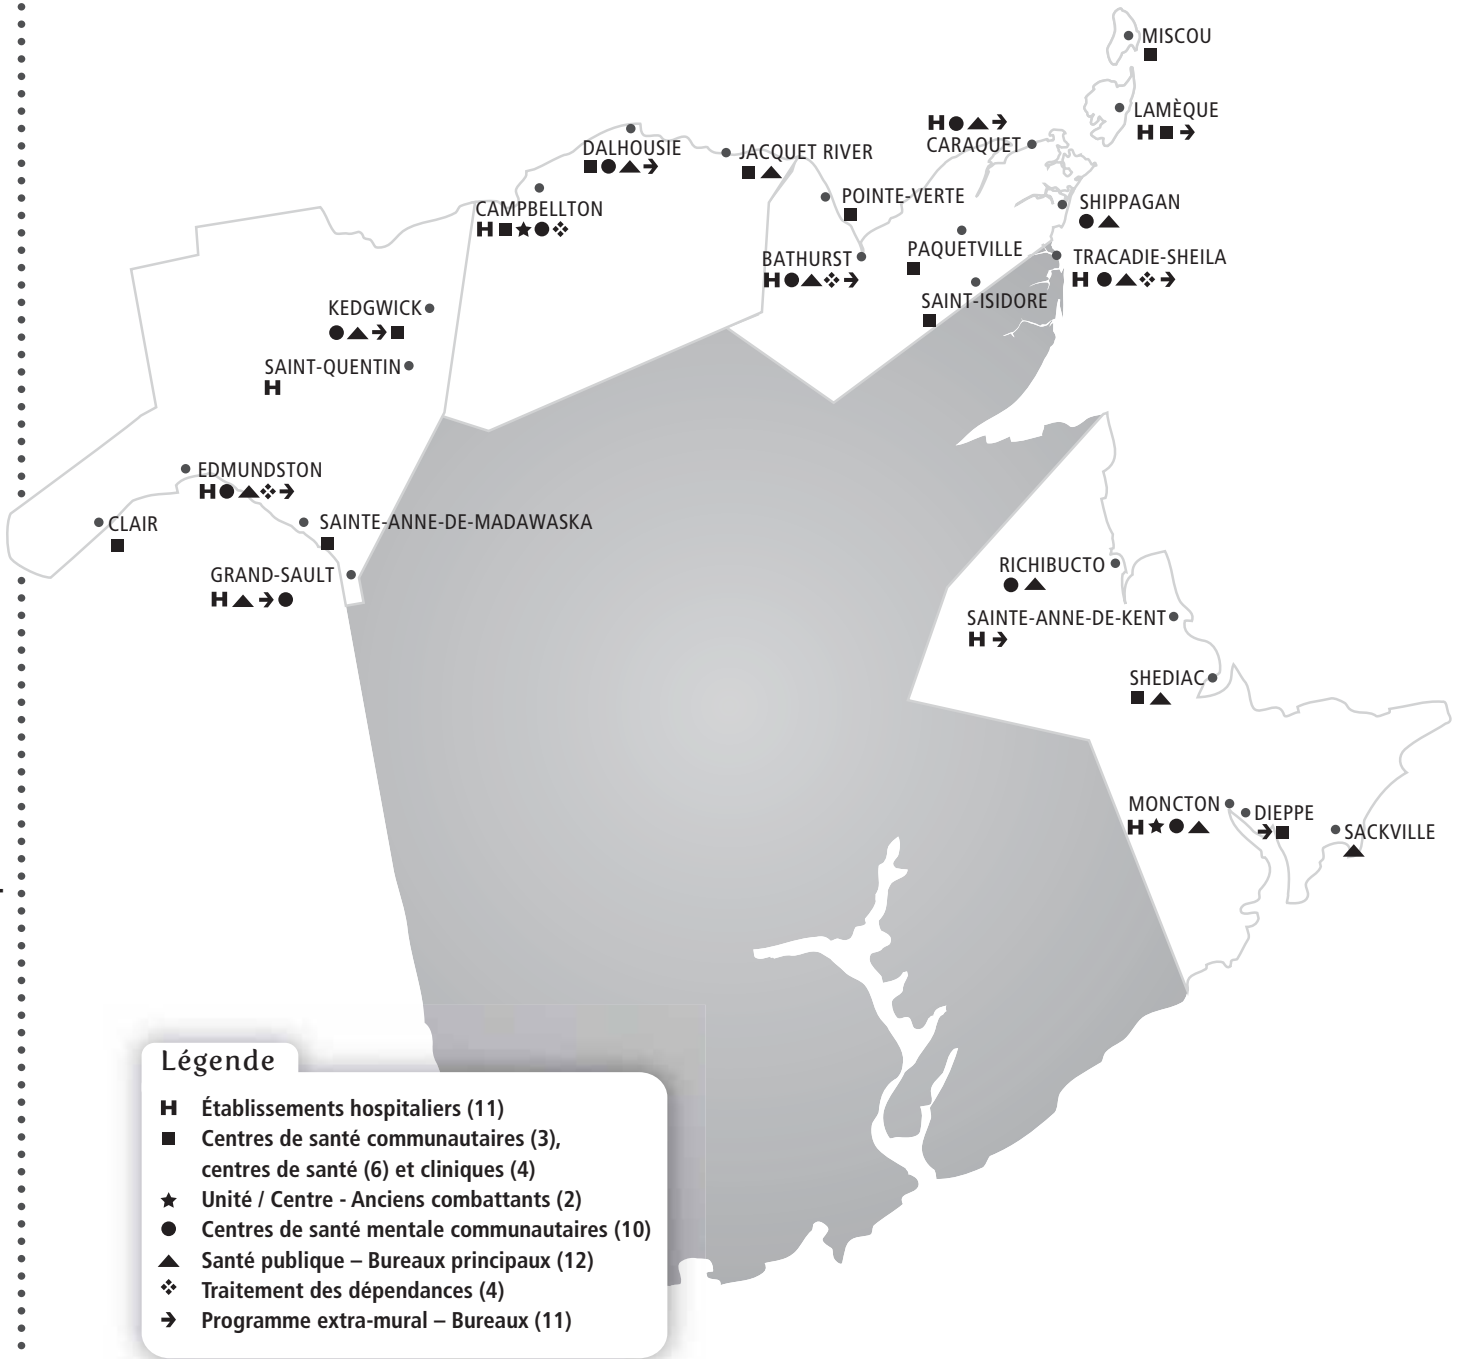 MISCOU
LAMÈQUE
H
H
CARAQUET
DALHOUSIE
JACQUET RIVER
POINTE-VERTE
SHIPPAGAN
CAMPBELLTON
H
PAQUETVILLE
BATHURST
H
TRACADIE-SHEILA
H
SAINT-ISIDORE
KEDGWICK
SAINT-QUENTIN
H
EDMUNDSTON
H
CLAIR
SAINTE-ANNE-DE-MADAWASKA
GRAND-SAULT
H
RICHIBUCTO
SAINTE-ANNE-DE-KENT
H
SHEDIAC
MONCTON
H
DIEPPE
SACKVILLE
Légende
H Établissements hospitaliers (11)
Centres de santé communautaires (3),
centres de santé (6) et cliniques (4)
Unité / Centre - Anciens combattants (2)
Centres de santé mentale communautaires (10)
Santé publique – Bureaux principaux (12)
Traitement des dépendances (4)
Programme extra-mural – Bureaux (11)